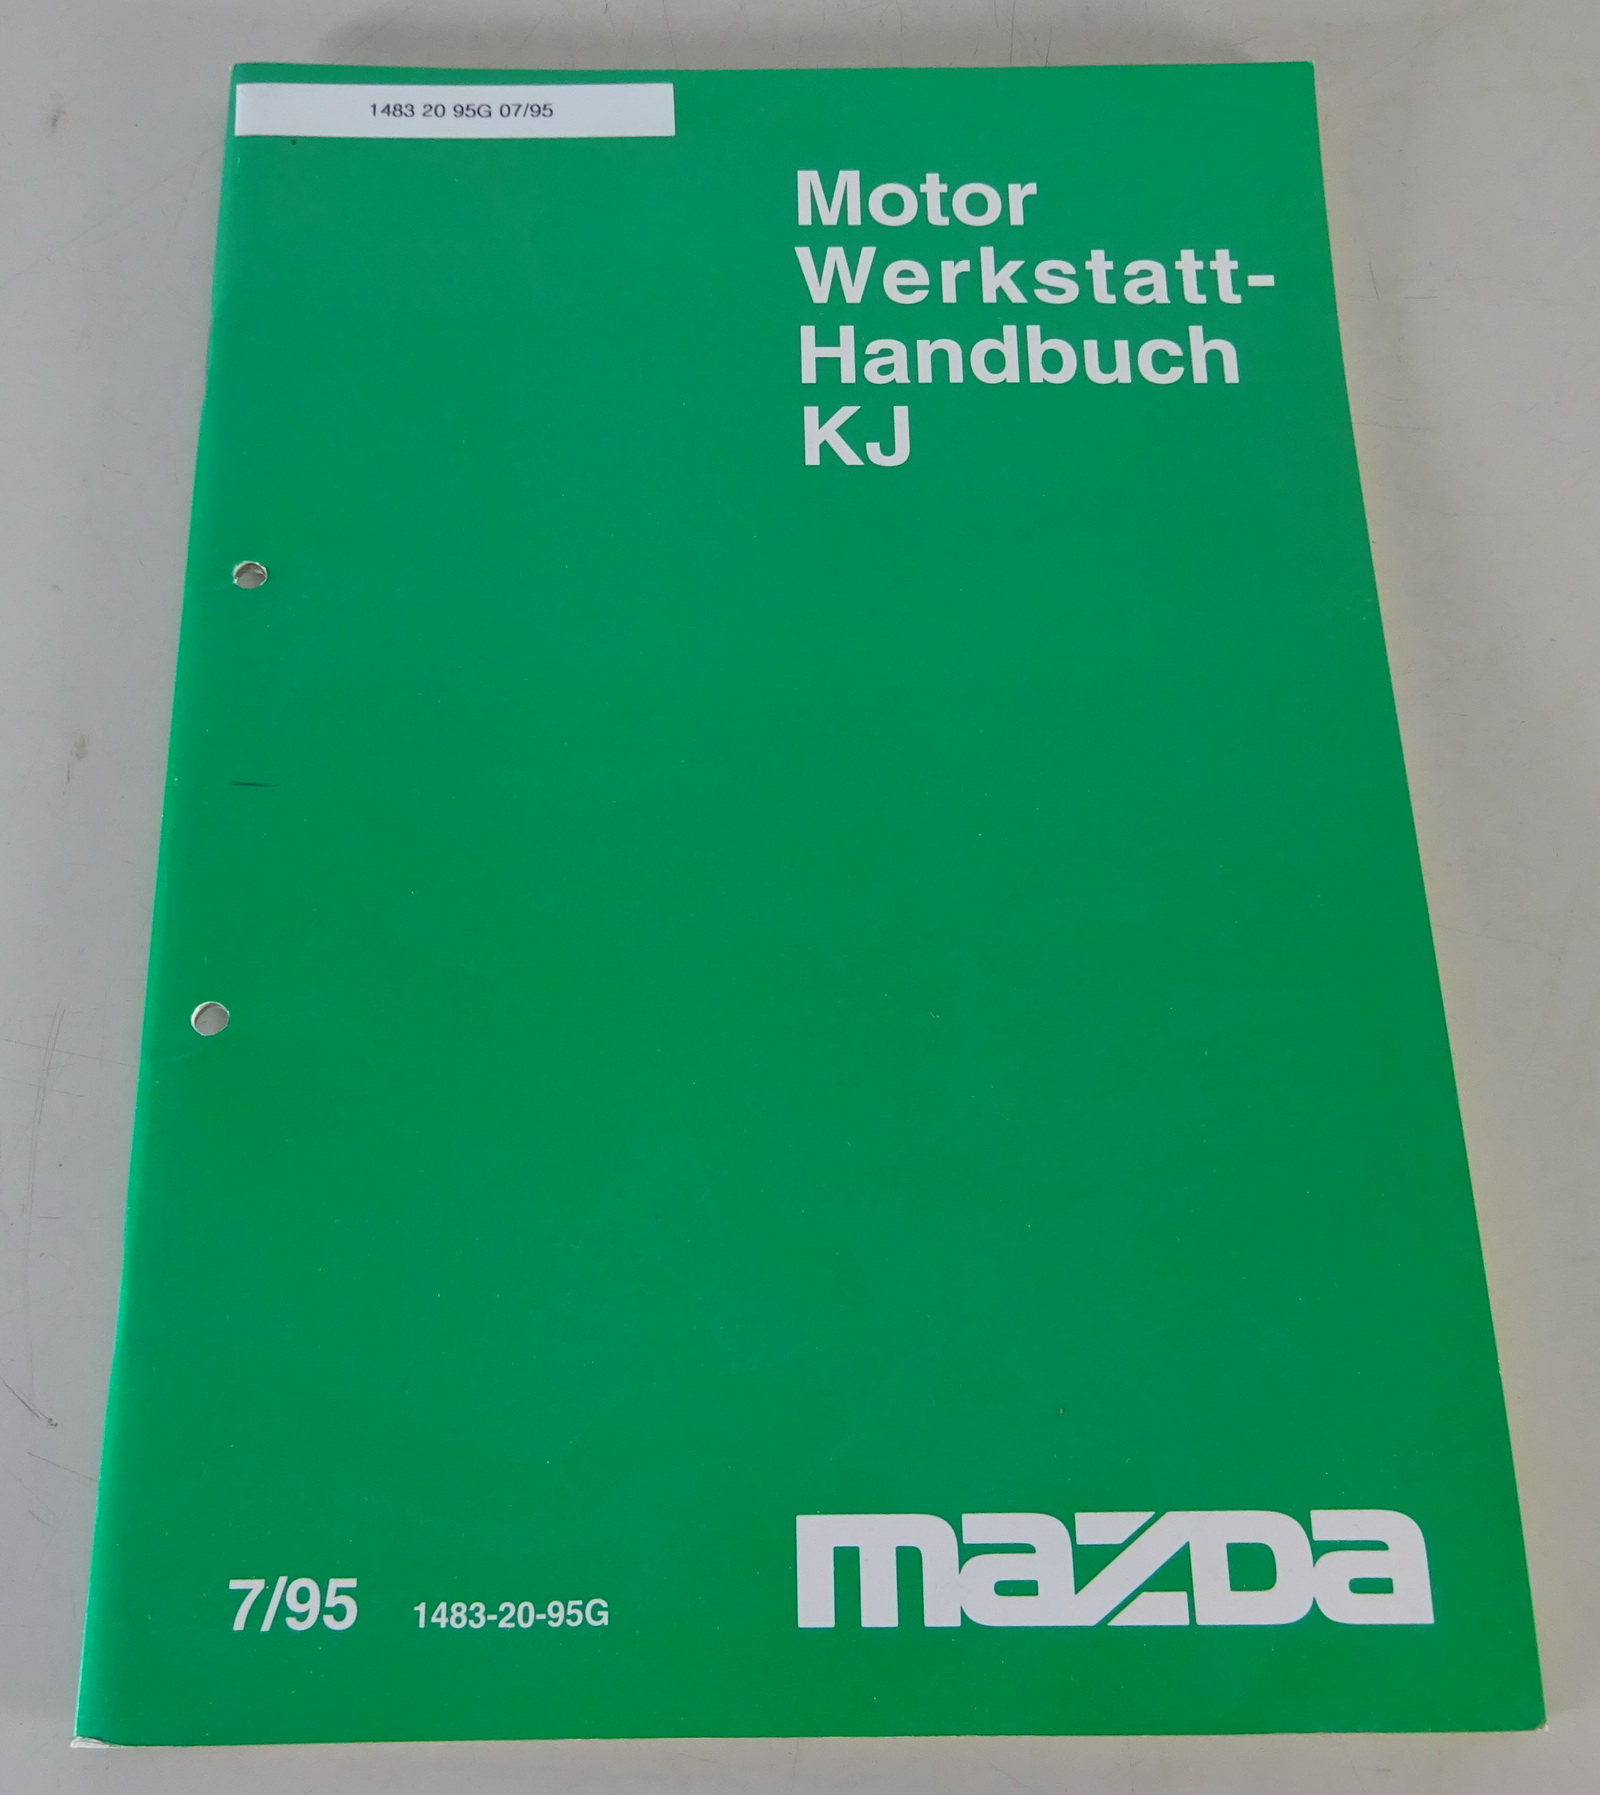 1483 20 95G 07/95
Motor
Werkstatt-
Handbuch
KJ
7/95 1483-20-95G
mazda